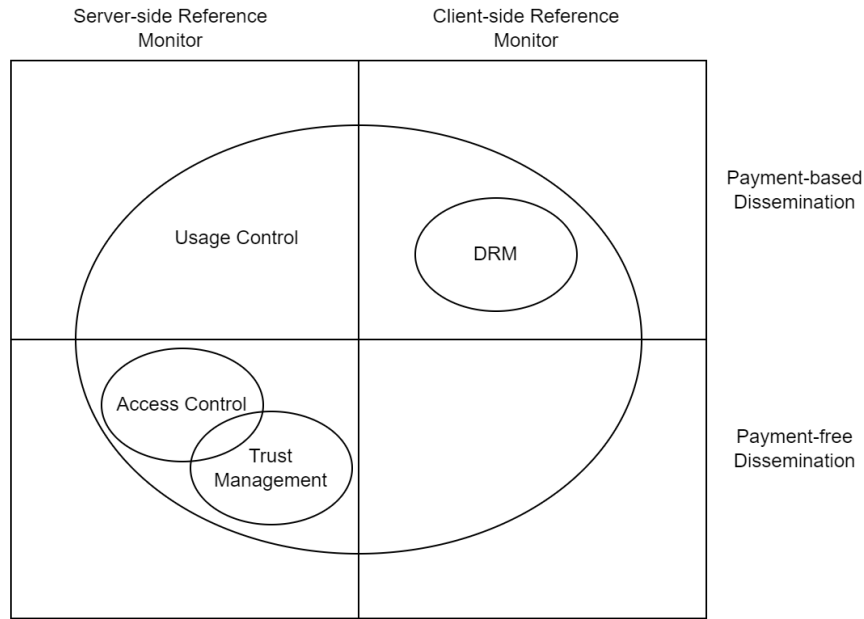 Server-side Reference
Monitor
Client-side Reference
Monitor
Payment-based
Dissemination
Usage Control
DRM
Access Control
Trust
Management
Payment-free
Dissemination